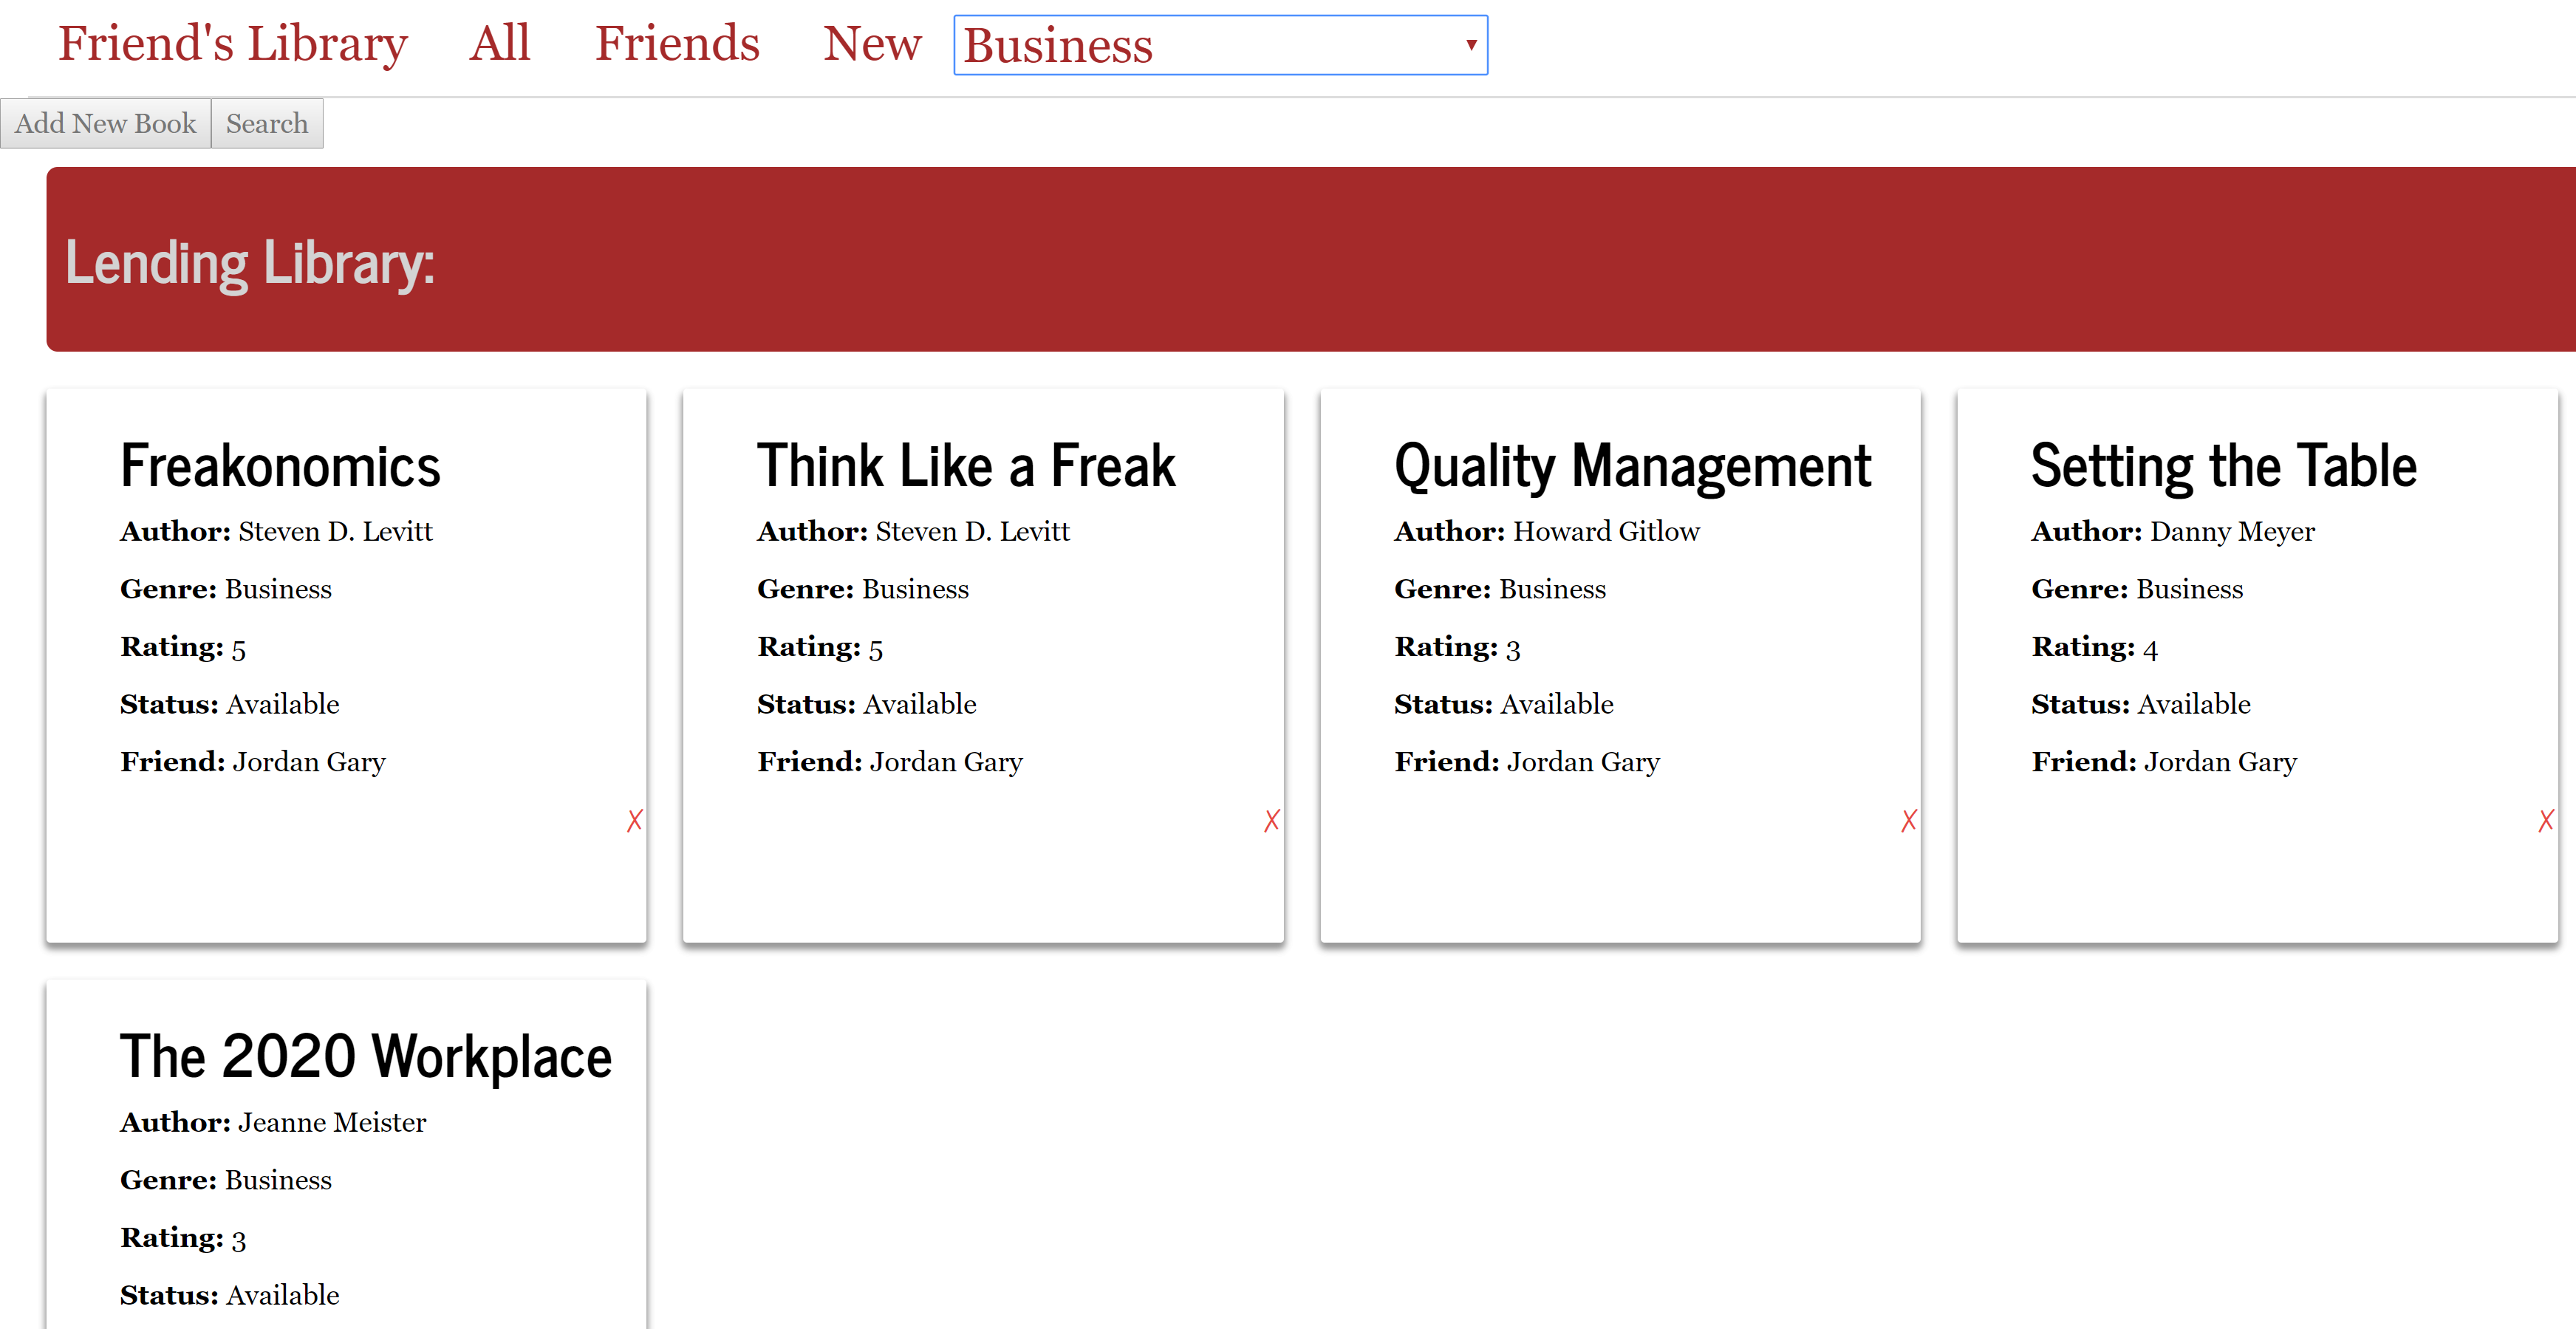 Friend's Library All Friends New Business
Add New Book Search
Lending Library:
Freakonomics
Author: Steven D. Levitt
Genre: Business
Rating: 5
Status: Available
Friend: Jordan Gary
X
Think Like a Freak
Author: Steven D. Levitt
Genre: Business
Rating: 5
Status: Available
Friend: Jordan Gary
X
Quality Management
Author: Howard Gitlow
Genre: Business
Rating: 3
Status: Available
Friend: Jordan Gary
X
Setting the Table
Author: Danny Meyer
Genre: Business
Rating: 4
Status: Available
Friend: Jordan Gary
X
The 2020 Workplace
Author: Jeanne Meister
Genre: Business
Rating: 3
Status: Available